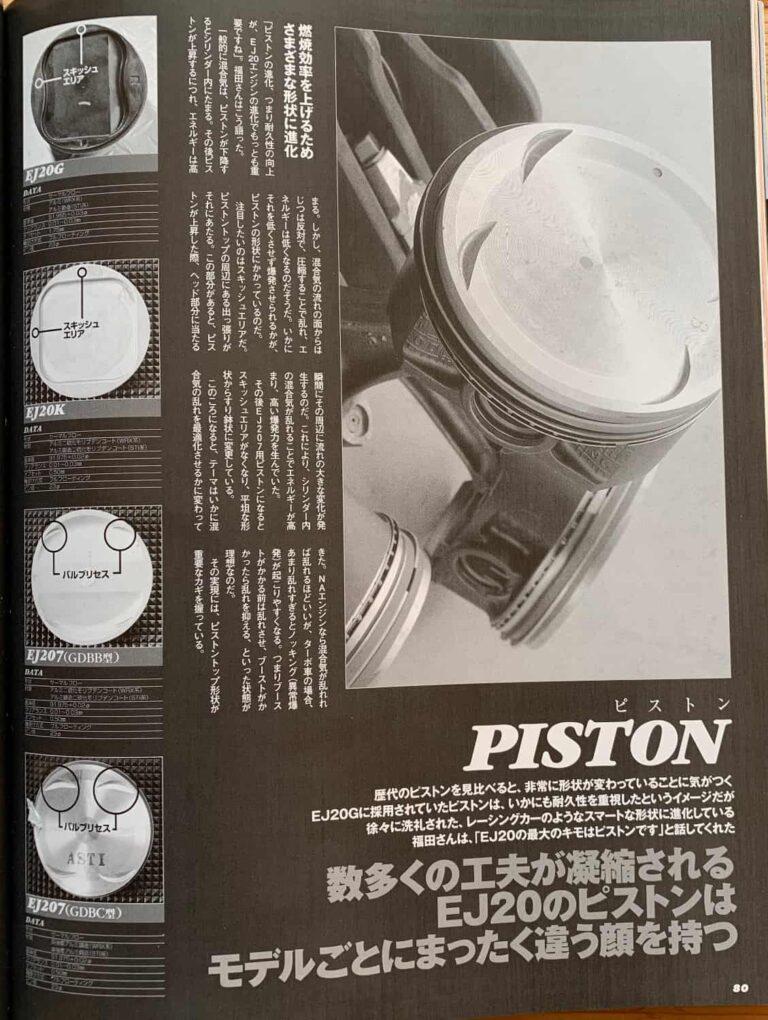 ピストン
PISTON
歴代のピストンを見比べると、非常に形状が変わっていることに気がつく
EJ20Gに採用されていたピストンは、いかにも耐久性を重視したというイメージだが
徐々に洗礼された、レーシングカーのようなスマートな形状に進化している
福田さんは、「EJ20の最大のキモはピストンです」と話してくれた
数多くの工夫が凝縮される
EJ20のピストンは
モデルごとにまったく違う顔を持つ
燃焼効率を上げるため
さまざまな形状に進化
「ピストンの進化、つまり耐久性の向上
が、EJ20エンジンの進化でもっとも重
要ですね」。福田さんはこう語った。
一般的に混合気は、ピストンが下降す
るとシリンダー内にたまる。その後ピス
トンが上昇するにつれ、エネルギーは高
まる。しかし、混合気の流れの面からは
じつは反対で、圧縮することで乱れ、エ
ネルギーは低くなるのだそうだ。いかに
それを低くさせず爆発させられるかが、
ピストンの形状にかかっているのだ。
注目したいのはスキッシュエリアだ。
ピストントップの周辺にある出っ張りが
それにあたる。この部分があると、ピス
トンが上昇した際、ヘッド部分に当たる
瞬間にその周辺に流れの大きな変化が発
生するのだ。これにより、シリンダー内
の混合気が乱れることでエネルギーが高
まり、高い爆発力を生んでいた。
その後EJ207用ピストンになると
スキッシュエリアがなくなり、平坦な形
状からすり鉢状に変更している。
このころになると、テーマはいかに混
合気の乱れを最適化させるかに変わって
きた。NAエンジンなら混合気が乱れれ
ば乱れるほどいいが、ターボ車の場合、
あまり乱れすぎるとノッキング(異常爆
発)が起こりやすくなる。つまりブース
トがかかる前は乱れさせ、ブーストがか
かったら乱れを抑える、といった状態が
理想なのだ。
その実現には、ピストントップ形状が
重要なカギを握っている。
スキッシュ
エリア
EJ20G
DATA
スキッシュ
エリア
EJ20K
DATA
バルブリセス
EJ207(GDBB型)
DATA
バルブリセス
ASTI
EJ207(GDBC型)
DATA
80